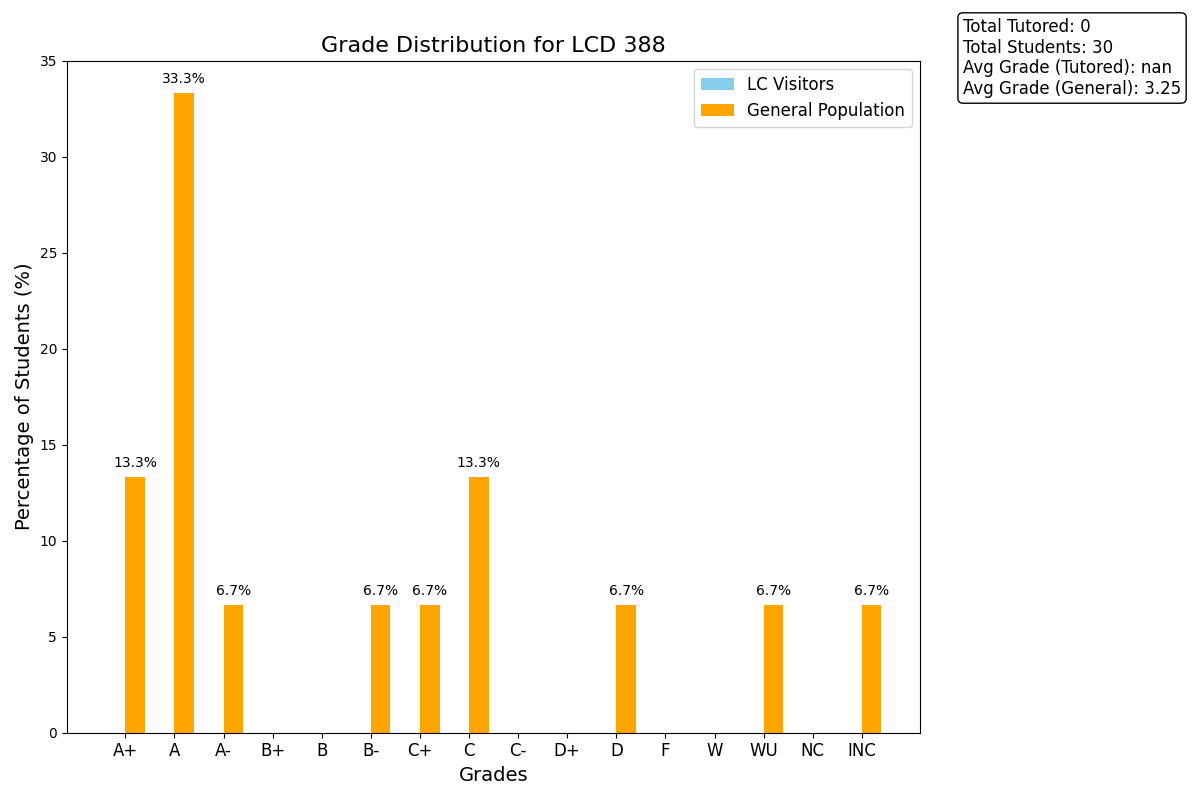 Grade Distribution for LCD 388
Total Tutored: 0
Total Students: 30
Avg Grade (Tutored): nan
Avg Grade (General): 3.25
LC Visitors
General Population
Percentage of Students (%)
35
30
25
20
15
10
5
0
13.3%
33.3%
6.7%
6.7%
6.7%
13.3%
6.7%
6.7%
6.7%
A+ A A- B+ B B- C+ C C- D+ D F W WU NC INC
Grades